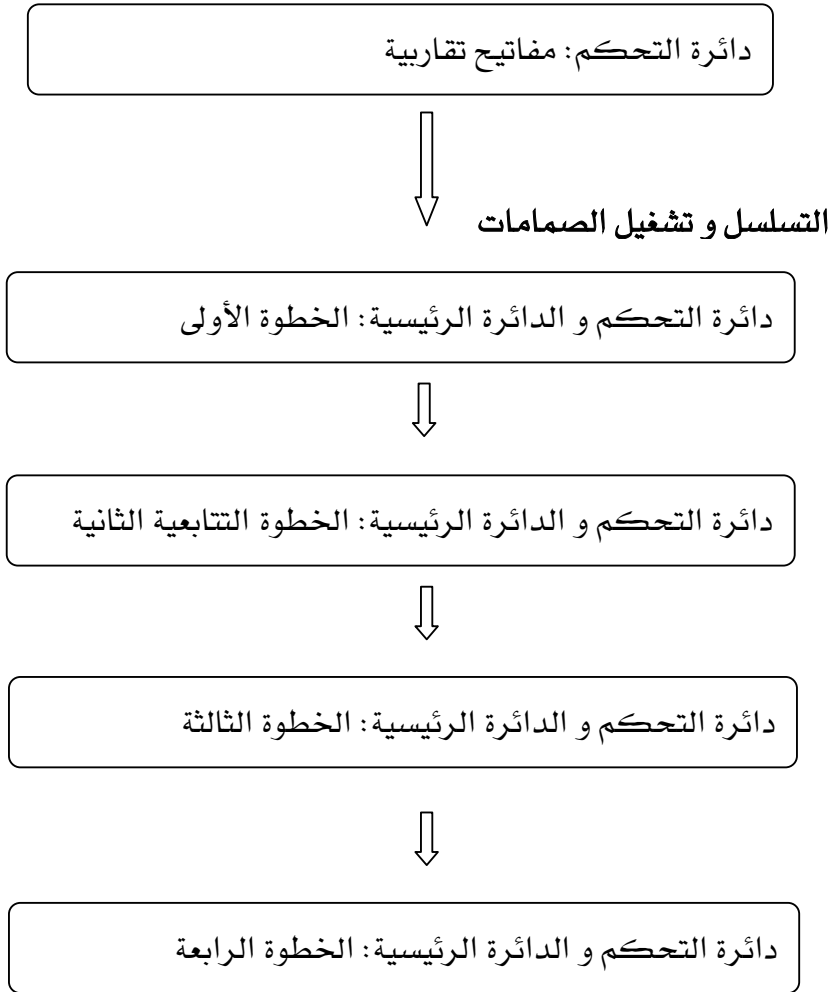 دائرة التحكم: مفاتيح تقاربية
التسلسل و تشغيل الصمامات
دائرة التحكم و الدائرة الرئيسية: الخطوة الأولى
دائرة التحكم و الدائرة الرئيسية: الخطوة التتابعية الثانية
دائرة التحكم و الدائرة الرئيسية: الخطوة الثالثة
دائرة التحكم و الدائرة الرئيسية: الخطوة الرابعة